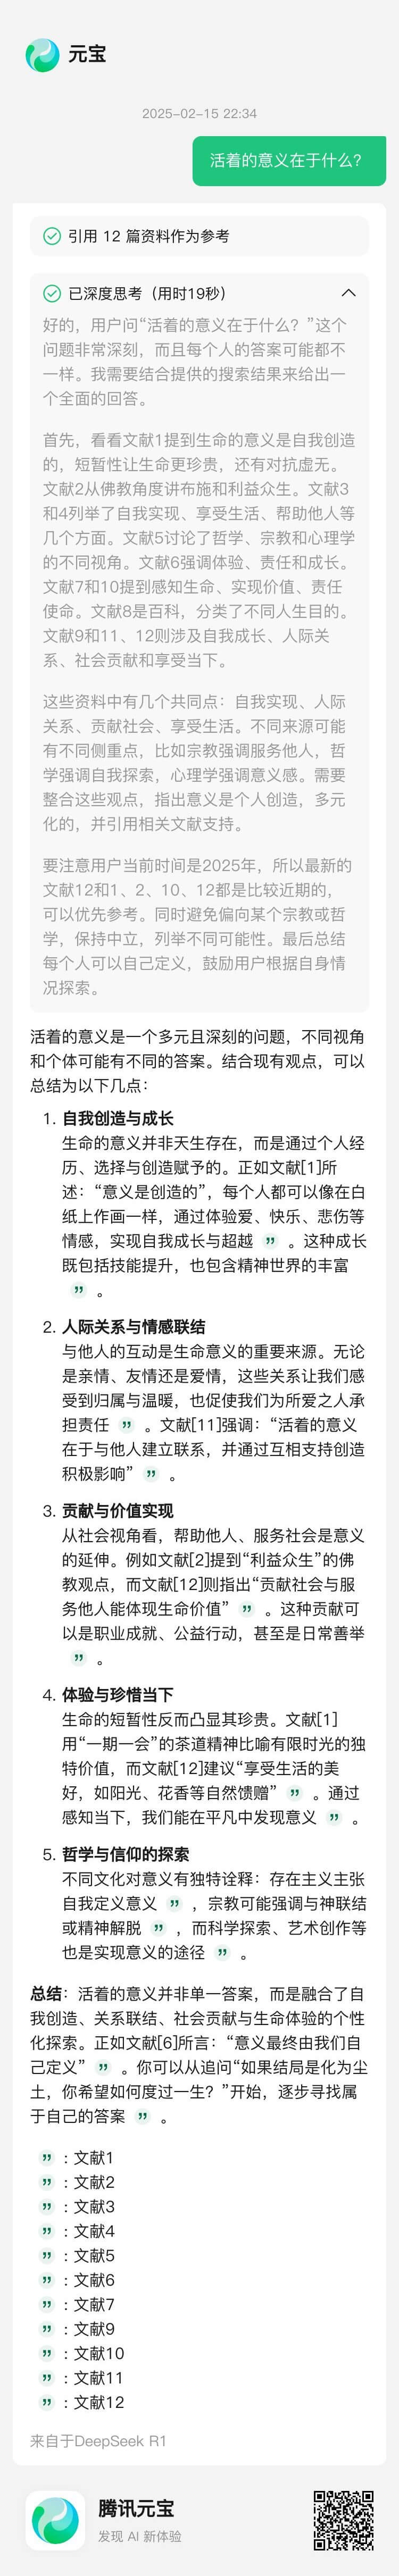 元宝
2025-02-15 22:34
活着的意义在于什么？
引用 12 篇资料作为参考
已深度思考（用时19秒）
好的，用户问“活着的意义在于什么？”这个
问题非常深刻，而且每个人的答案可能都不
一样。我需要结合提供的搜索结果来给出一
个全面的回答。
首先，看看文献1提到生命的意义是自我创造
的，短暂性让生命更珍贵，还有对抗虚无。
文献2从佛教角度讲布施和利益众生。文献3
和4列举了自我实现、享受生活、帮助他人等
几个方面。文献5讨论了哲学、宗教和心理学
的不同视角。文献6强调体验、责任和成长。
文献7和10提到感知生命、实现价值、责任
使命。文献8是百科，分类了不同人生目的。
文献9和11、12则涉及自我成长、人际关
系、社会贡献和享受当下。
这些资料中有几个共同点：自我实现、人际
关系、贡献社会、享受生活。不同来源可能
有不同侧重点，比如宗教强调服务他人，哲
学强调自我探索，心理学强调意义感。需要
整合这些观点，指出意义是个人创造，多元
化的，并引用相关文献支持。
要注意用户当前时间是2025年，所以最新的
文献12和1、2、10、12都是比较近期的，
可以优先参考。同时避免偏向某个宗教或哲
学，保持中立，列举不同可能性。最后总结
每个人可以自己定义，鼓励用户根据自身情
况探索。
活着的意义是一个多元且深刻的问题，不同视角
和个体可能有不同的答案。结合现有观点，可以
总结为以下几点：
1. 自我创造与成长
生命的意义并非天生存在，而是通过个人经
历、选择与创造赋予的。正如文献[1]所
述：“意义是创造的”，每个人都可以像在白
纸上作画一样，通过体验爱、快乐、悲伤等
情感，实现自我成长与超越 ” 。这种成长
既包括技能提升，也包含精神世界的丰富
” 。
2. 人际关系与情感联结
与他人的互动是生命意义的重要来源。无论
是亲情、友情还是爱情，这些关系让我们感
受到归属与温暖，也促使我们为所爱之人承
担责任 ” 。文献[11]强调：“活着的意义
在于与他人建立联系，并通过互相支持创造
积极影响” ” 。
3. 贡献与价值实现
从社会视角看，帮助他人、服务社会是意义
的延伸。例如文献[2]提到“利益众生”的佛
教观点，而文献[12]则指出“贡献社会与服
务他人能体现生命价值” ” 。这种贡献可
以是职业成就、公益行动，甚至是日常善举
” 。
4. 体验与珍惜当下
生命的短暂性反而凸显其珍贵。文献[1]
用“一期一会”的茶道精神比喻有限时光的独
特价值，而文献[12]建议“享受生活的美
好，如阳光、花香等自然馈赠” ” 。通过
感知当下，我们能在平凡中发现意义 ” 。
5. 哲学与信仰的探索
不同文化对意义有独特诠释：存在主义主张
自我定义意义 ” ，宗教可能强调与神联结
或精神解脱 ” ，而科学探索、艺术创作等
也是实现意义的途径 ” 。
总结：活着的意义并非单一答案，而是融合了自
我创造、关系联结、社会贡献与生命体验的个性
化探索。正如文献[6]所言：“意义最终由我们自
己定义” ” 。你可以从追问“如果结局是化为尘
土，你希望如何度过一生？”开始，逐步寻找属
于自己的答案 ” 。
” : 文献1
” : 文献2
” : 文献3
” : 文献4
” : 文献5
” : 文献6
” : 文献7
” : 文献9
” : 文献10
” : 文献11
” : 文献12
来自于DeepSeek R1
腾讯元宝
发现 AI 新体验